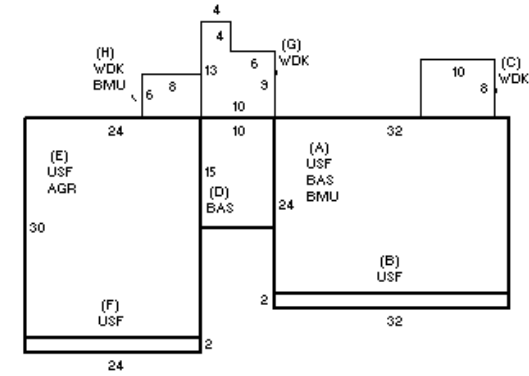 4
4
(H)
WDK
BMU
6
8
13
6
9
10
(G)
WDK
10
8
(C)
WDK
24
10
32
(E)
USF
AGR
15
(D)
BAS
(A)
USF
BAS
BMU
24
30
(B)
USF
(F)
USF
2
32
2
24